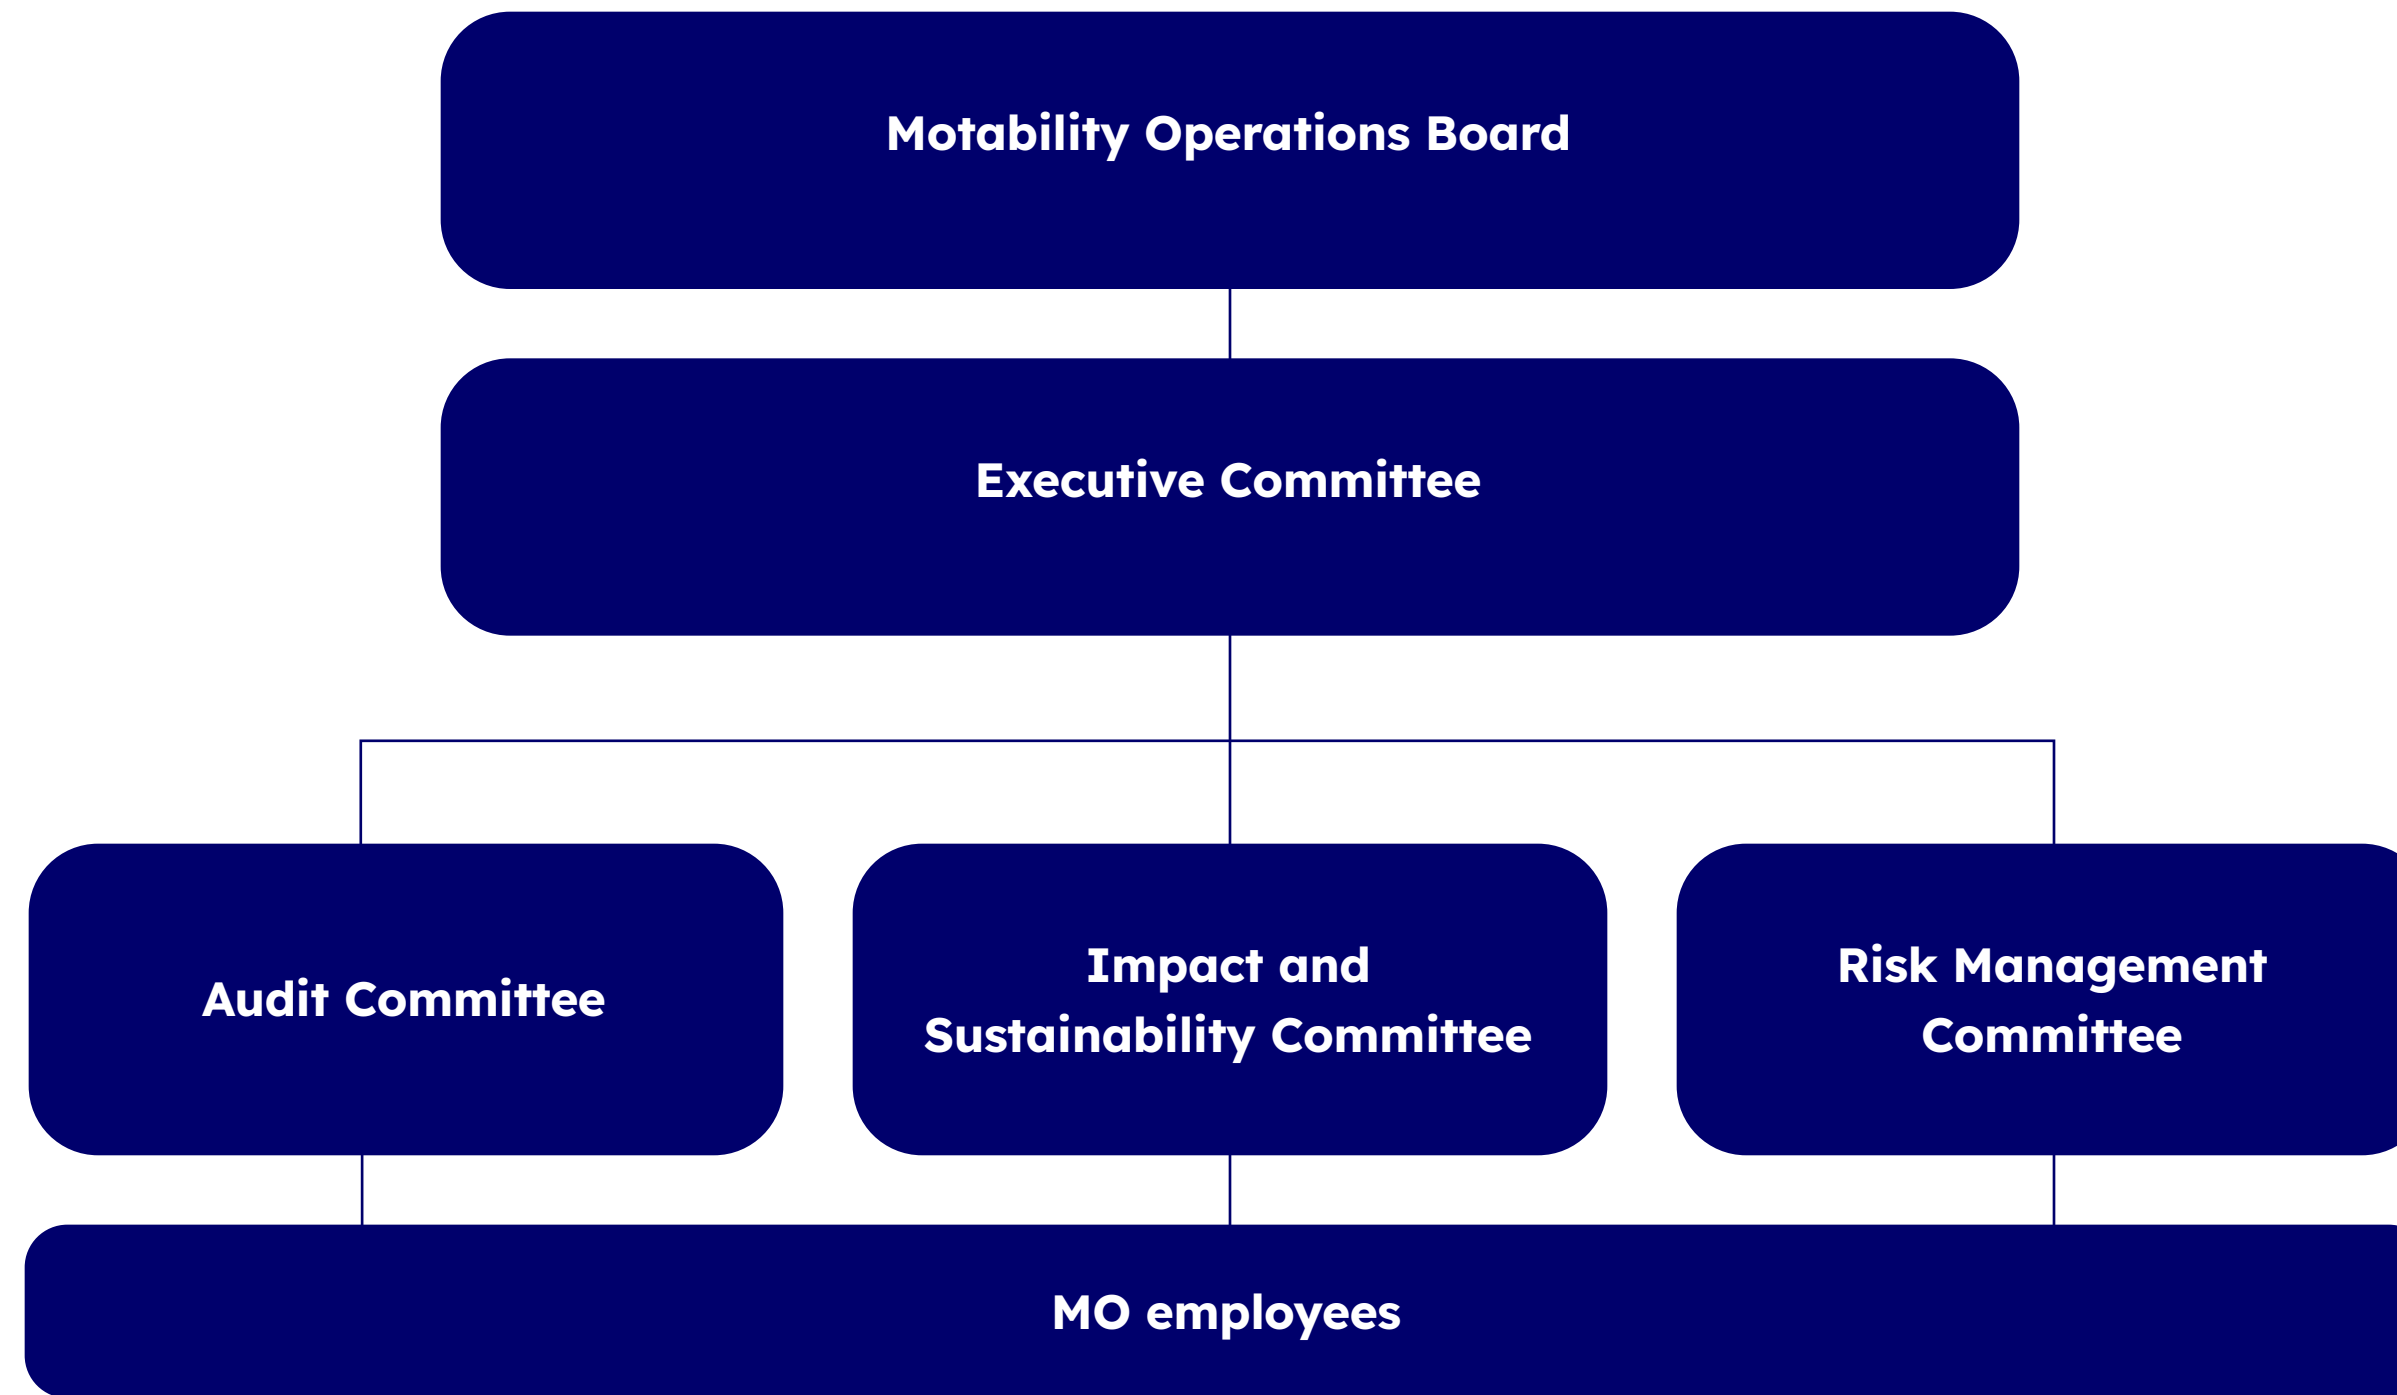 Motability Operations Board
Executive Committee
Audit Committee
Impact and
Sustainability Committee
Risk Management
Committee
MO employees